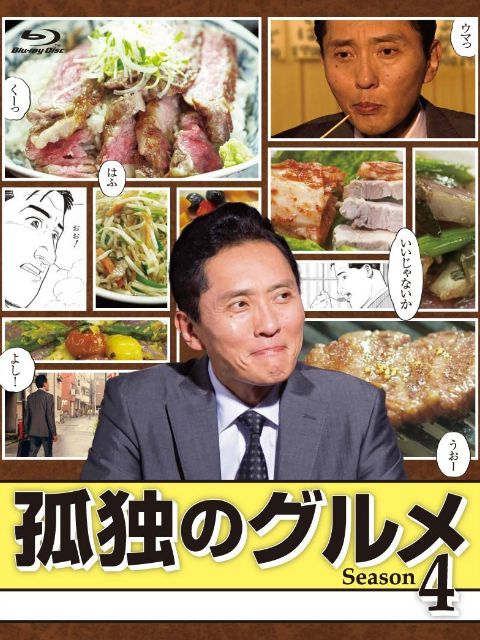 Blu-ray Disc
ウマっ
くーっ
はふ
おお！
いいじゃないか
よし！
うおー
孤独のグルメ
Season 4